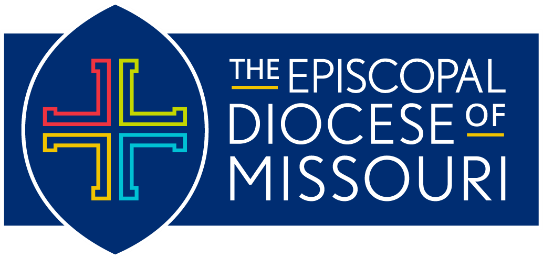 THE EPISCOPAL
DIOCESE OF
MISSOURI